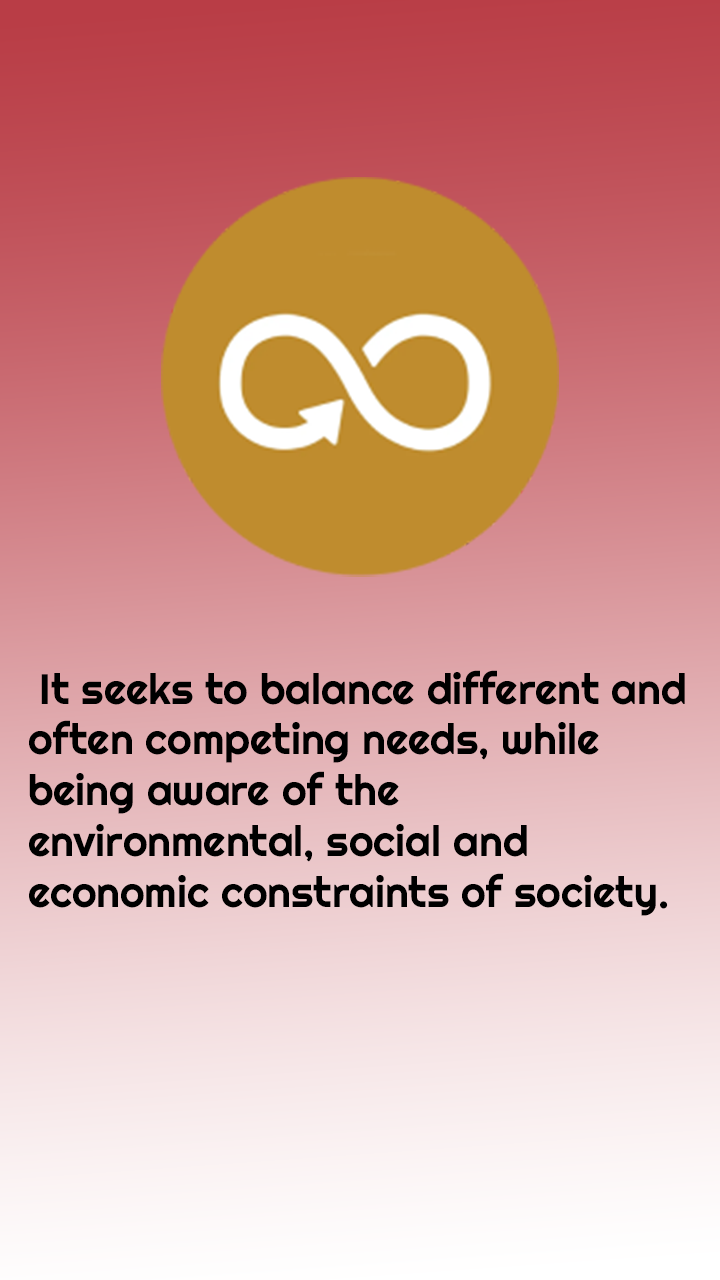 It seeks to balance different and
often competing needs, while
being aware of the
environmental, social and
economic constraints of society.